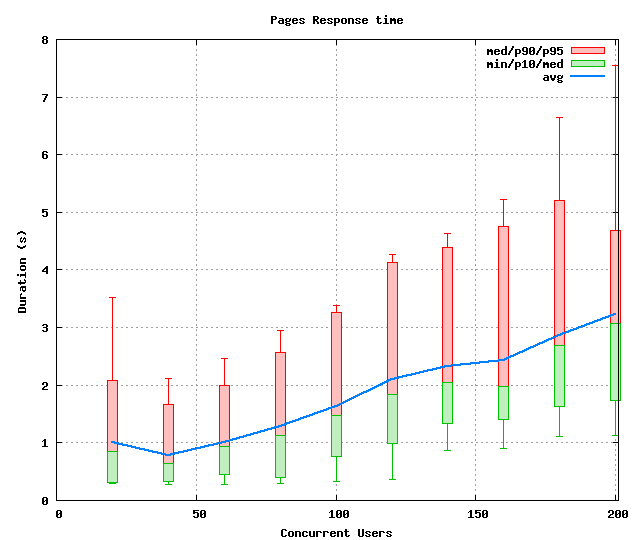 Pages Response time
med/p90/p95
min/p10/med
avg
8
7
6
5
4
3
2
1
0
Duration (s)
0 50 100 150 200
Concurrent Users